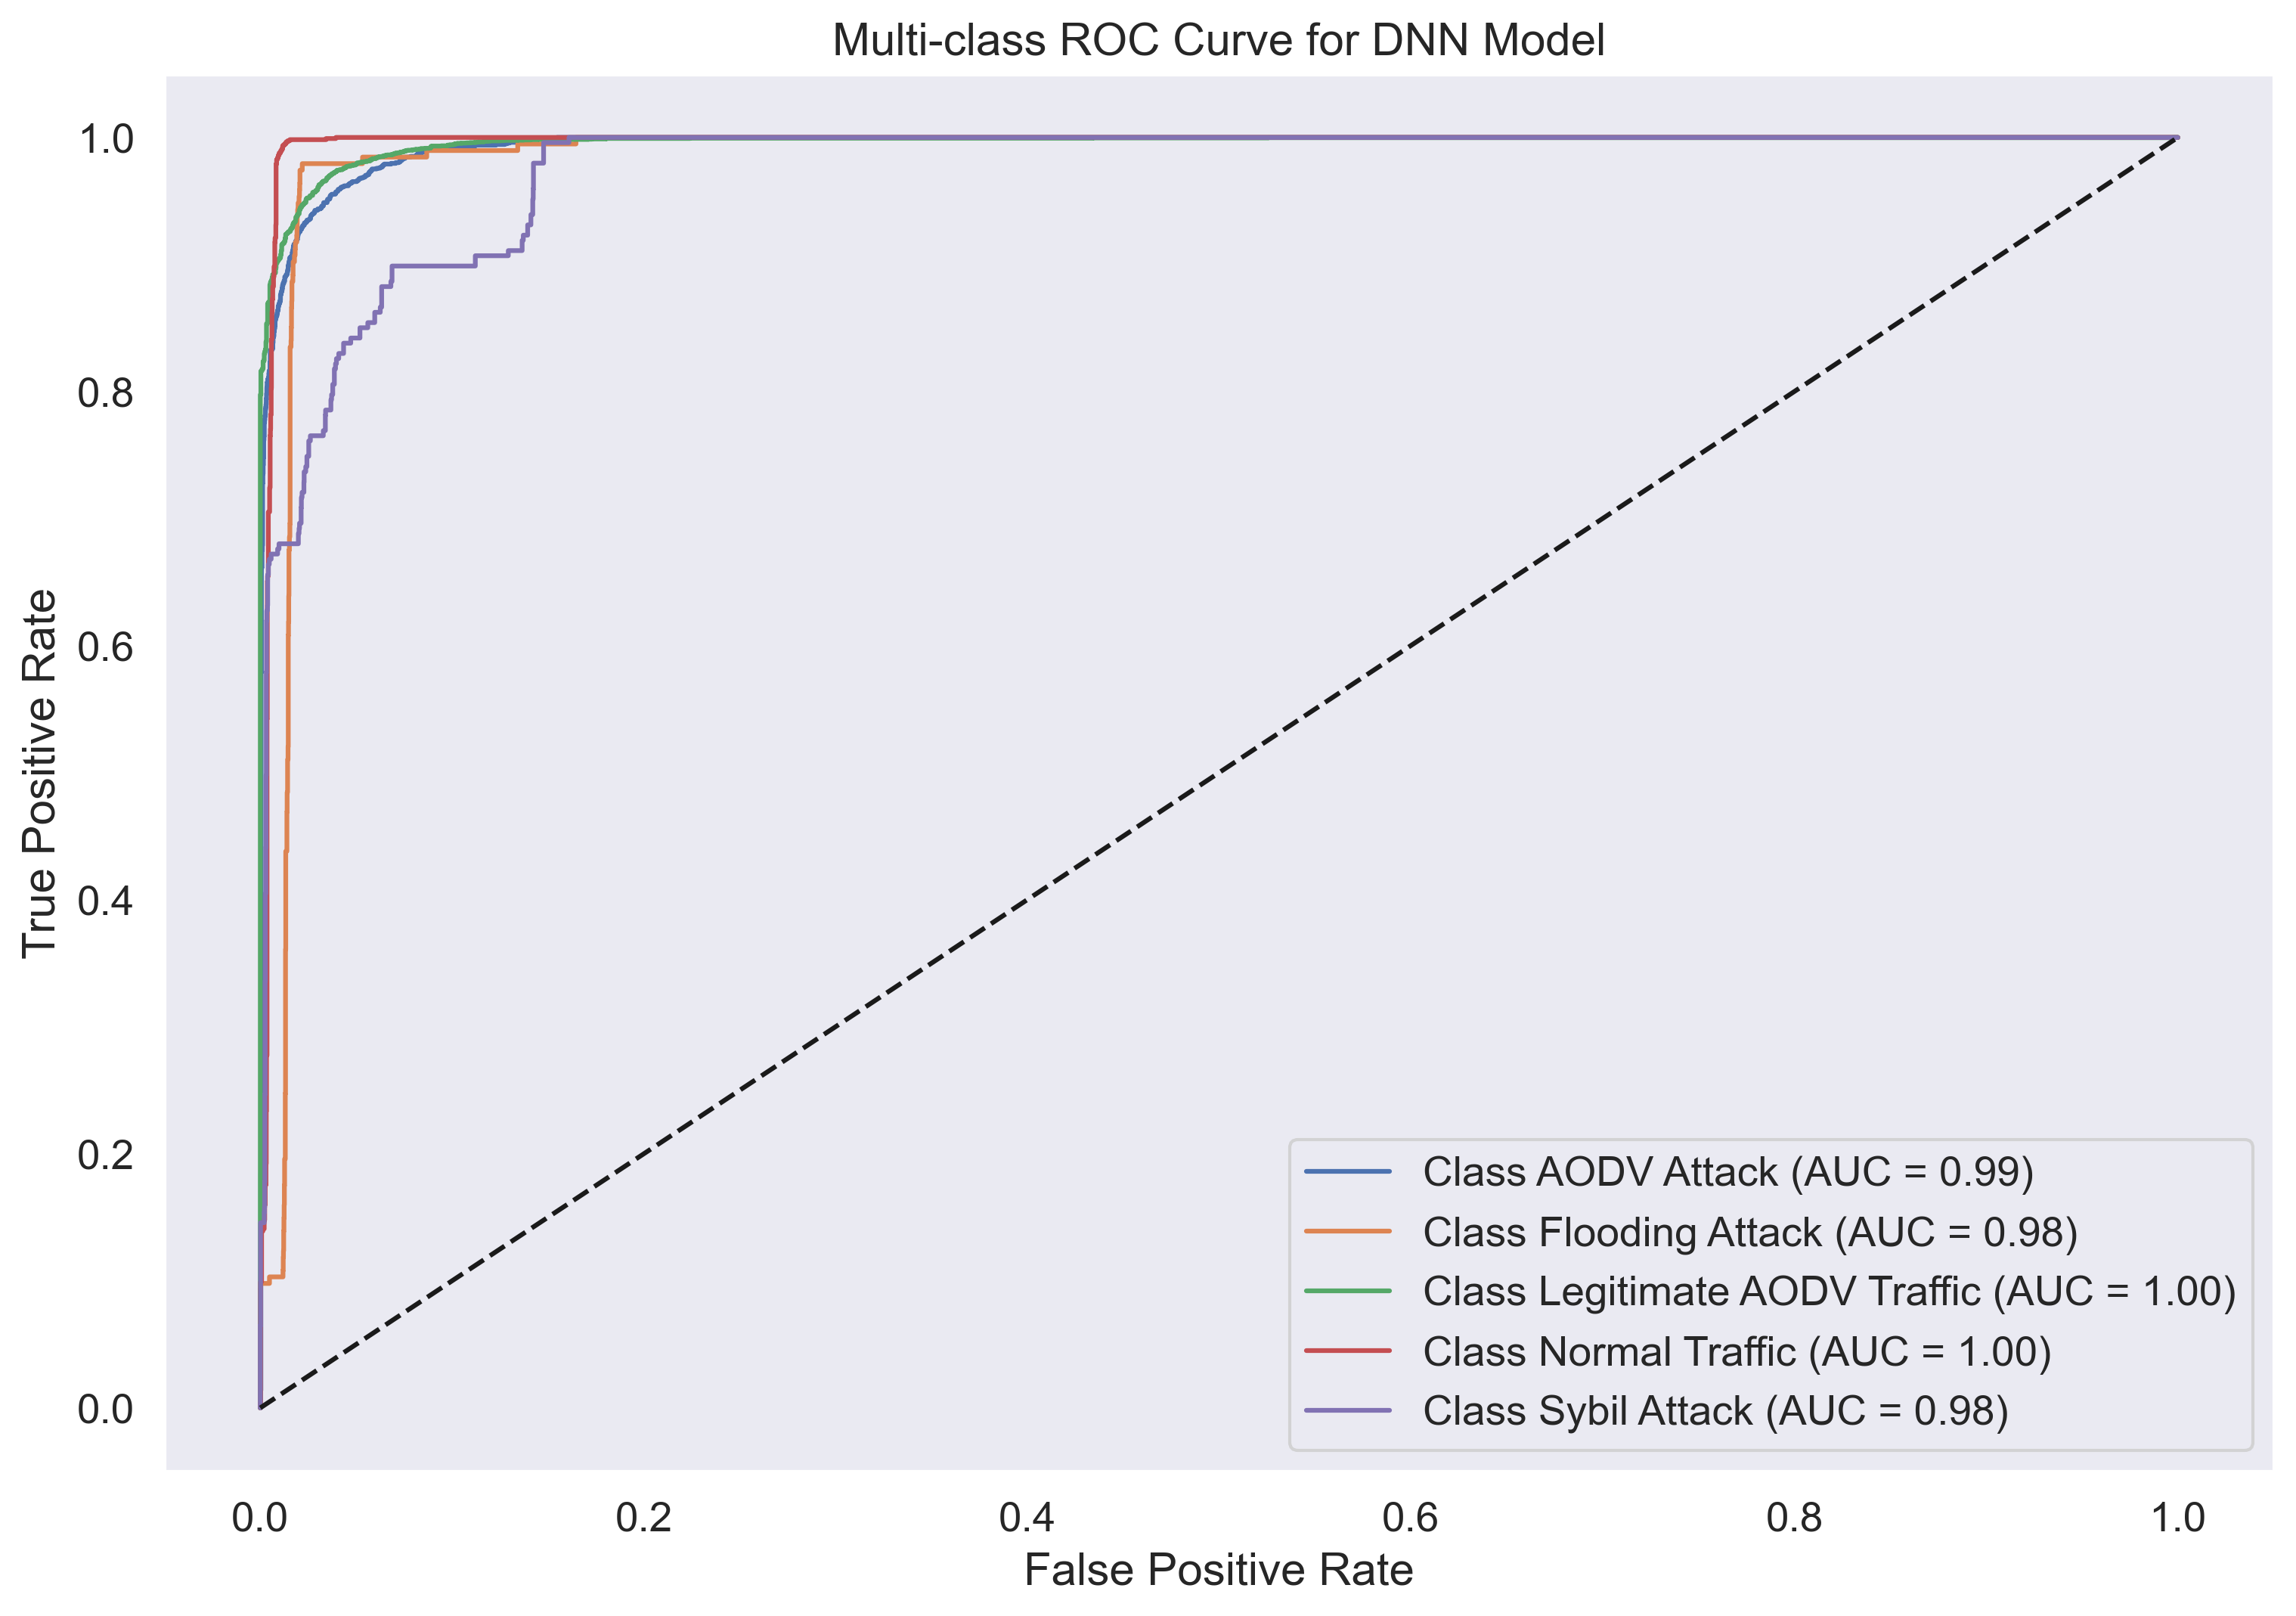 Multi-class ROC Curve for DNN Model
True Positive Rate
1.0
0.8
0.6
0.4
0.2
0.0
0.0 0.2 0.4 0.6 0.8 1.0
False Positive Rate
Class AODV Attack (AUC = 0.99)
Class Flooding Attack (AUC = 0.98)
Class Legitimate AODV Traffic (AUC = 1.00)
Class Normal Traffic (AUC = 1.00)
Class Sybil Attack (AUC = 0.98)